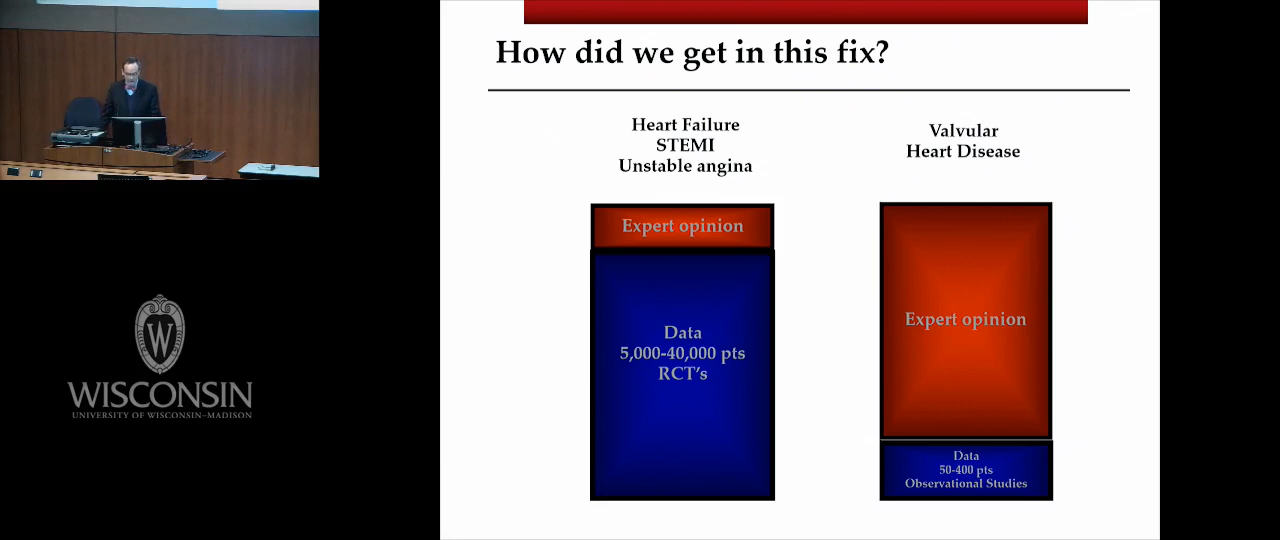 How did we get in this fix?
Heart Failure
STEMI
Unstable angina
Valvular
Heart Disease
Expert opinion
Data
5,000-40,000 pts
RCT's
Expert opinion
Data
50-400 pts
Observational Studies
W
WISCONSIN
UNIVERSITY OF WISCONSIN–MADISON